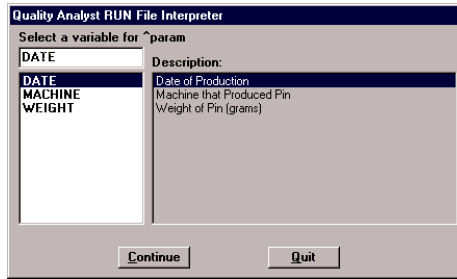 Quality Analyst RUN File Interpreter
Select a variable for ^param
DATE
Description:
DATE
Date of Production
MACHINE
Machine that Produced Pin
WEIGHT
Weight of Pin (grams)
Continue
Quit